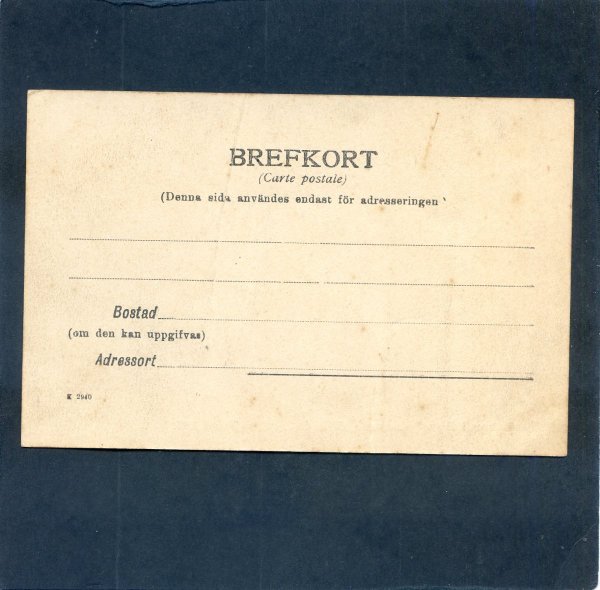 BREFKORT
(Carte postale)
(Denna sida användes endast för adresseringen)
Bostad
(om den kan uppgifvas)
Adressort
K 2940